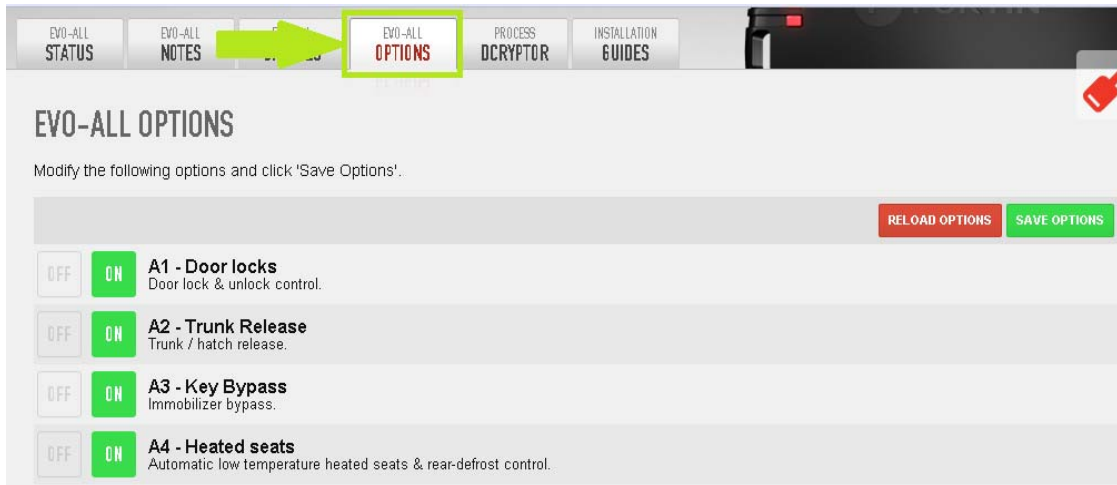 EVO-ALL
STATUS
EVO-ALL
NOTES
EVO-ALL
OPTIONS
PROCESS
DCRYPTOR
INSTALLATION
GUIDES
EVO-ALL OPTIONS
Modify the following options and click 'Save Options'.
RELOAD OPTIONS
SAVE OPTIONS
OFF
ON
A1 - Door locks
Door lock & unlock control.
OFF
ON
A2 - Trunk Release
Trunk / hatch release.
OFF
ON
A3 - Key Bypass
Immobilizer bypass.
OFF
ON
A4 - Heated seats
Automatic low temperature heated seats & rear-defrost control.